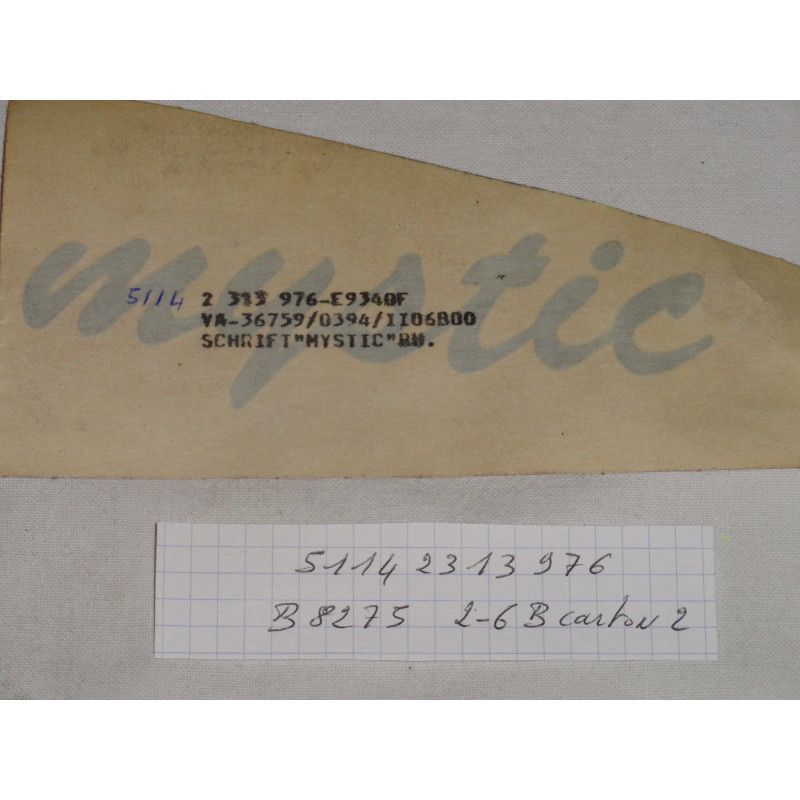 mystic
5114 2 313 976-E9340F
VA-36759/0394/1I06B00
SCHRIFT"MYSTIC"RW.
5114 2313 976
B 8275 2-6 B carton 2